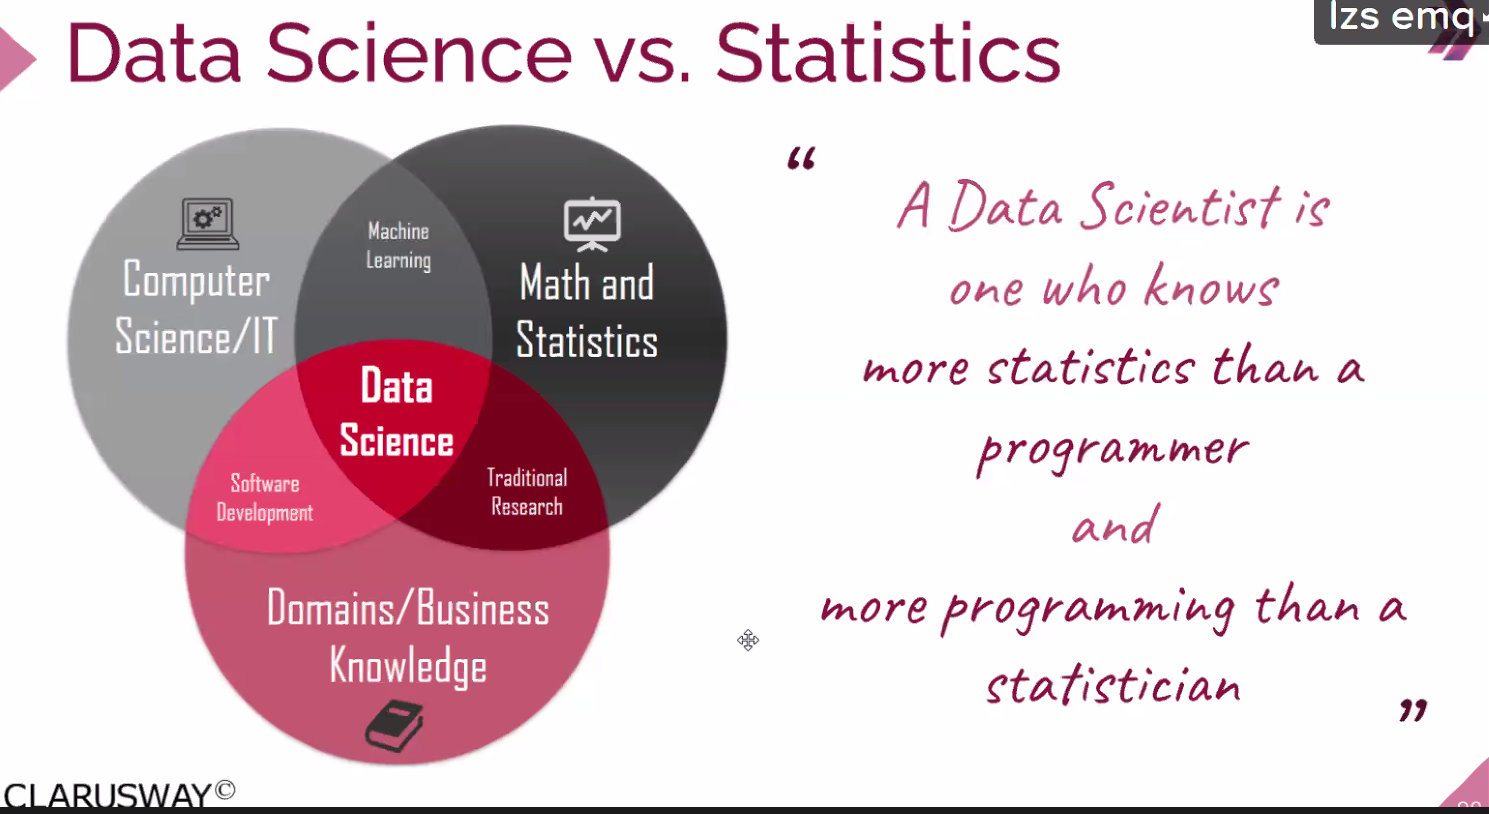 Data Science vs. Statistics
lzs emq
Machine
Learning
Computer
Science/IT
Math and
Statistics
Data
Science
Software
Development
Traditional
Research
Domains/Business
Knowledge
“
A Data Scientist is
one who knows
more statistics than a
programmer
and
more programming than a
statistician
”
CLARUSWAY©